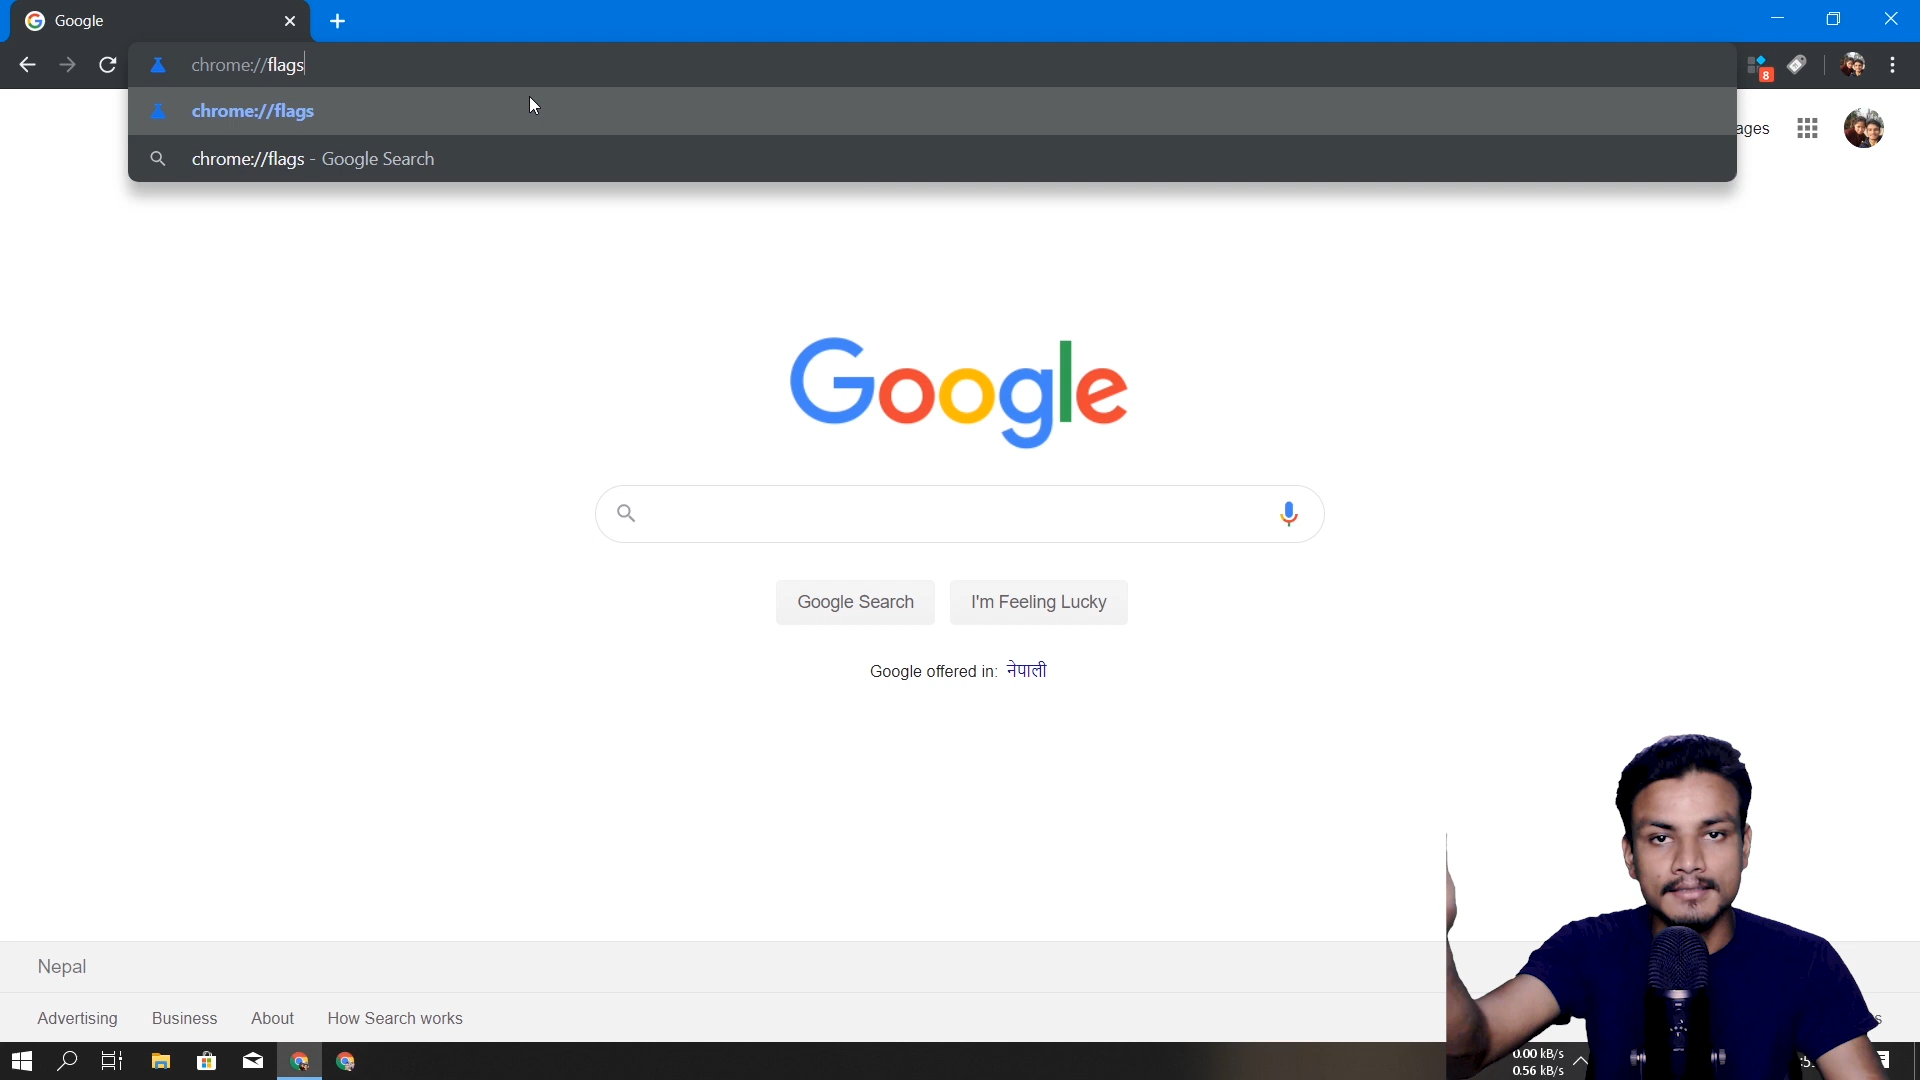 Google
chrome://flags
8
chrome://flags
ages
chrome://flags - Google Search
Google
Google Search
I'm Feeling Lucky
Google offered in: नेपाली
Nepal
Advertising
Business
About
How Search works
0.00 kB/s
0.56 kB/s